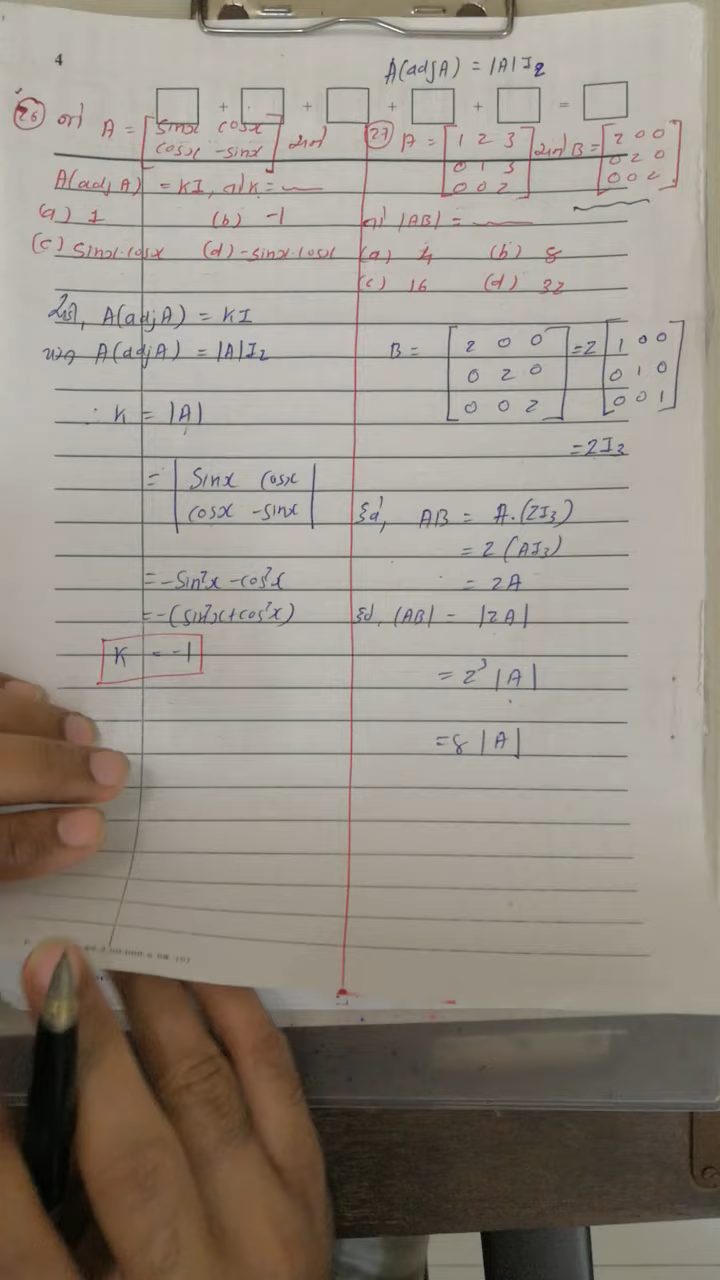 4
A(adjA) = |A|I₂
+ + + + =
(26) જો A = [sinx cosx
cosx -sinx] અને
A(adjA) = KI, તો K = __
(a) 1 (b) -1
(c) sinx·cosx (d) -sinx·cosx
અહીં, A(adjA) = KI
પણ A(adjA) = |A|I₂
∴ K = |A|
= | sinx cosx |
| cosx -sinx |
= -sin²x - cos²x
= -(sin²x + cos²x)
K = -1
(27) A = [1 2 3
0 1 3
0 0 2] અને B = [2 0 0
0 2 0
0 0 2]
તો |AB| = __
(a) 4 (b) 8
(c) 16 (d) 32
B = [2 0 0
0 2 0
0 0 2] = 2 [1 0 0
0 1 0
0 0 1]
= 2I₃
હવે, AB = A·(2I₃)
= 2(AI₃)
= 2A
હવે, |AB| = |2A|
= 2³ |A|
= 8 |A|